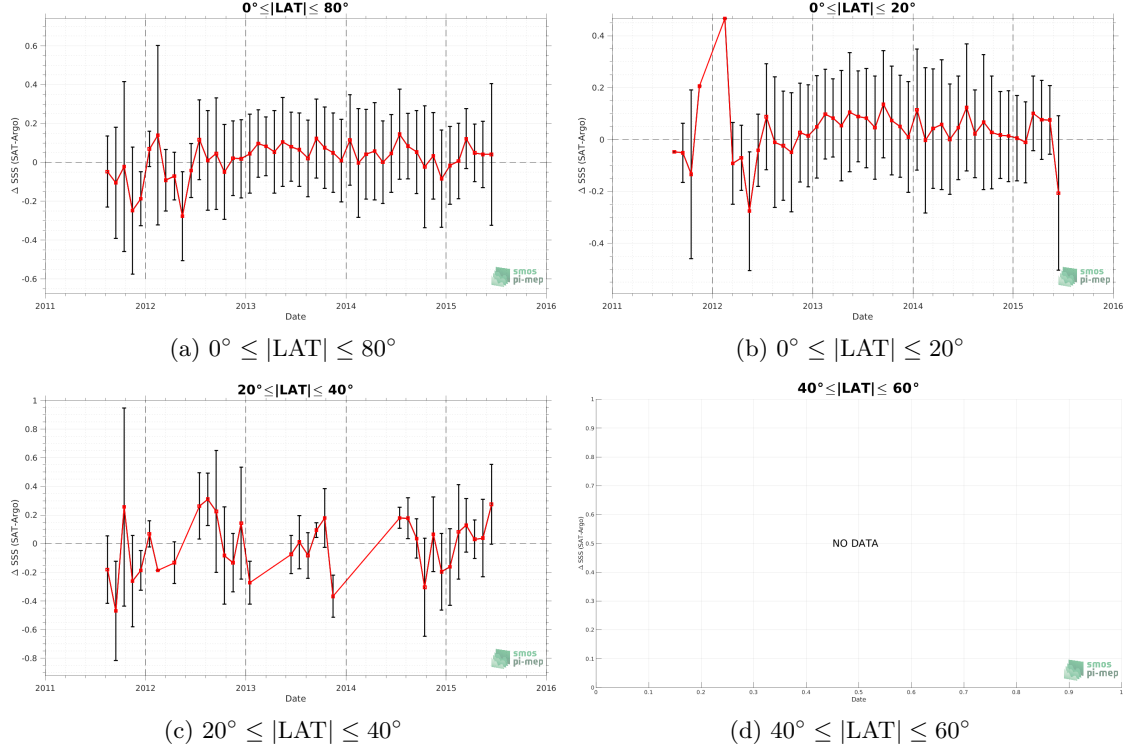 0°≤|LAT|≤ 80°
Δ SSS (SAT-Argo)
0.6
0.4
0.2
0
-0.2
-0.4
-0.6
2011
2012
2013
2014
2015
2016
Date
smos
pi-mep
(a) 0° ≤ |LAT| ≤ 80°
0°≤|LAT|≤ 20°
Δ SSS (SAT-Argo)
0.4
0.2
0
-0.2
-0.4
2011
2012
2013
2014
2015
2016
Date
smos
pi-mep
(b) 0° ≤ |LAT| ≤ 20°
20°≤|LAT|≤ 40°
Δ SSS (SAT-Argo)
1
0.8
0.6
0.4
0.2
0
-0.2
-0.4
-0.6
-0.8
2011
2012
2013
2014
2015
2016
Date
smos
pi-mep
(c) 20° ≤ |LAT| ≤ 40°
40°≤|LAT|≤ 60°
Δ SSS (SAT-Argo)
1
0.9
0.8
0.7
0.6
0.5
0.4
0.3
0.2
0.1
0
NO DATA
0
0.1
0.2
0.3
0.4
0.5
0.6
0.7
0.8
0.9
1
Date
smos
pi-mep
(d) 40° ≤ |LAT| ≤ 60°